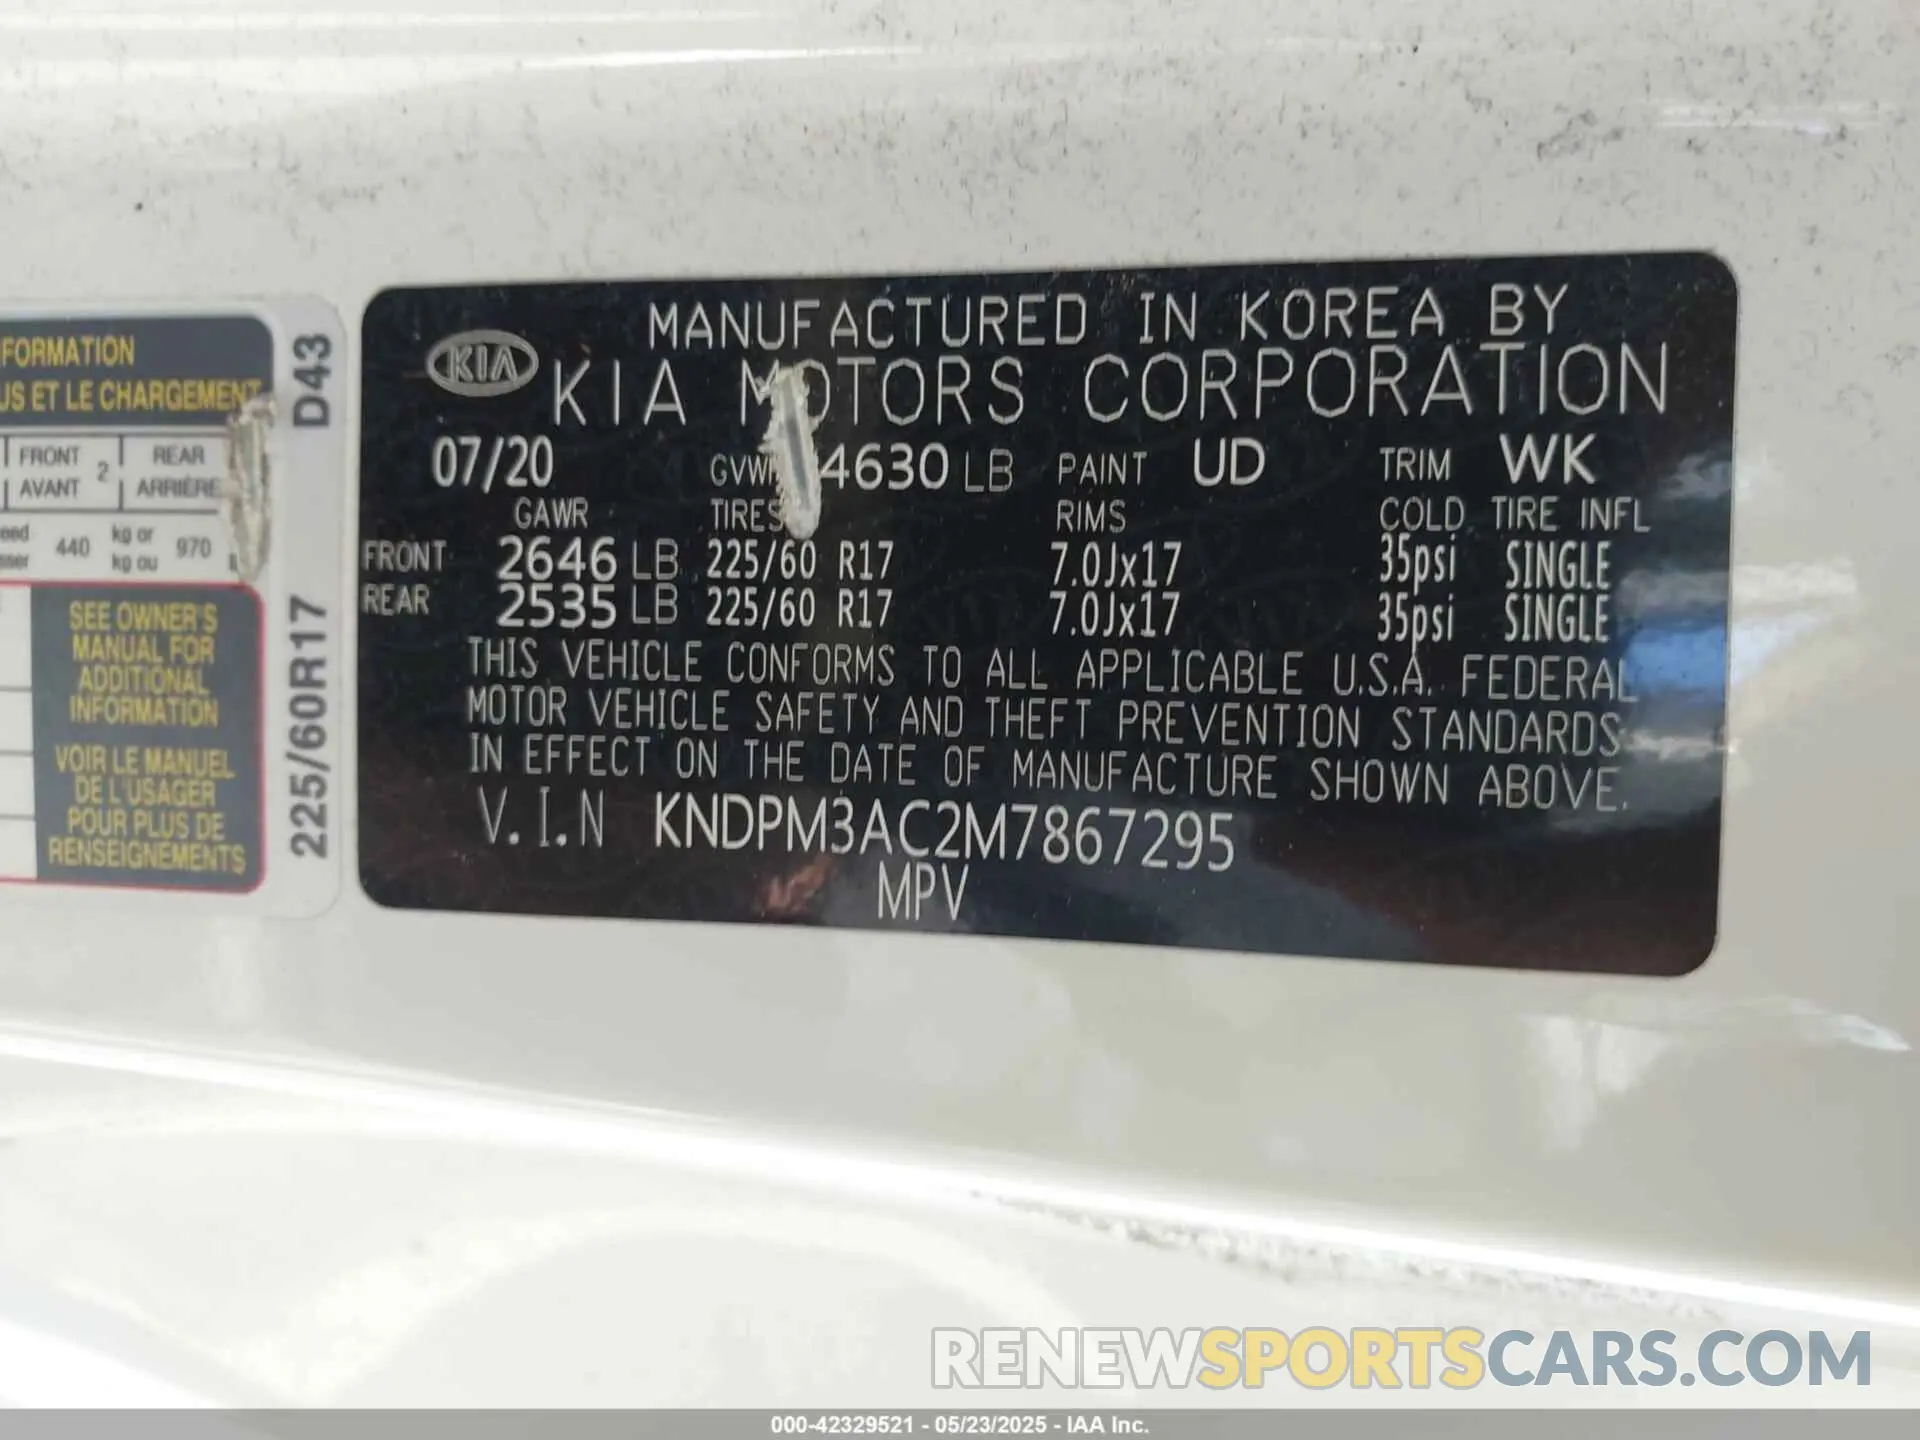 FORMATION
US ET LE CHARGEMENT
FRONT 2 REAR
AVANT ARRIÈRE
440 kg or 970
kg ou
SEE OWNER'S
MANUAL FOR
ADDITIONAL
INFORMATION
VOIR LE MANUEL
DE L'USAGER
POUR PLUS DE
RENSEIGNEMENTS
D43
225/60R17
KIA
MANUFACTURED IN KOREA BY
KIA MOTORS CORPORATION
07/20 GVWR 4630 LB PAINT UD TRIM WK
GAWR TIRES RIMS COLD TIRE INFL
FRONT 2646 LB 225/60 R17 7.0Jx17 35psi SINGLE
REAR 2535 LB 225/60 R17 7.0Jx17 35psi SINGLE
THIS VEHICLE CONFORMS TO ALL APPLICABLE U.S.A. FEDERAL
MOTOR VEHICLE SAFETY AND THEFT PREVENTION STANDARDS
IN EFFECT ON THE DATE OF MANUFACTURE SHOWN ABOVE.
V.I.N KNDPM3AC2M7867295
MPV
RENEWSPORTSCARS.COM
000-42329521 - 05/23/2025 - IAA Inc.